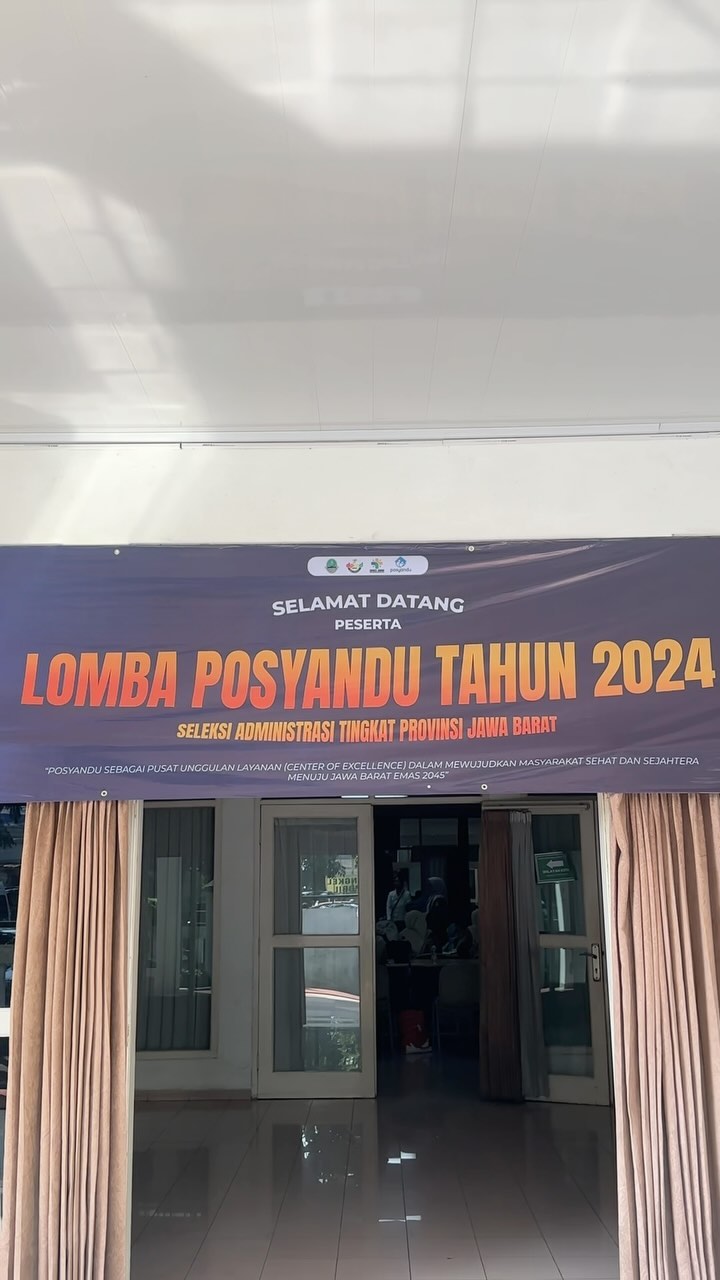 posyandu
SELAMAT DATANG
PESERTA
LOMBA POSYANDU TAHUN 2024
SELEKSI ADMINISTRASI TINGKAT PROVINSI JAWA BARAT
"POSYANDU SEBAGAI PUSAT UNGGULAN LAYANAN (CENTER OF EXCELLENCE) DALAM MEWUJUDKAN MASYARAKAT SEHAT DAN SEJAHTERA
MENUJU JAWA BARAT EMAS 2045"